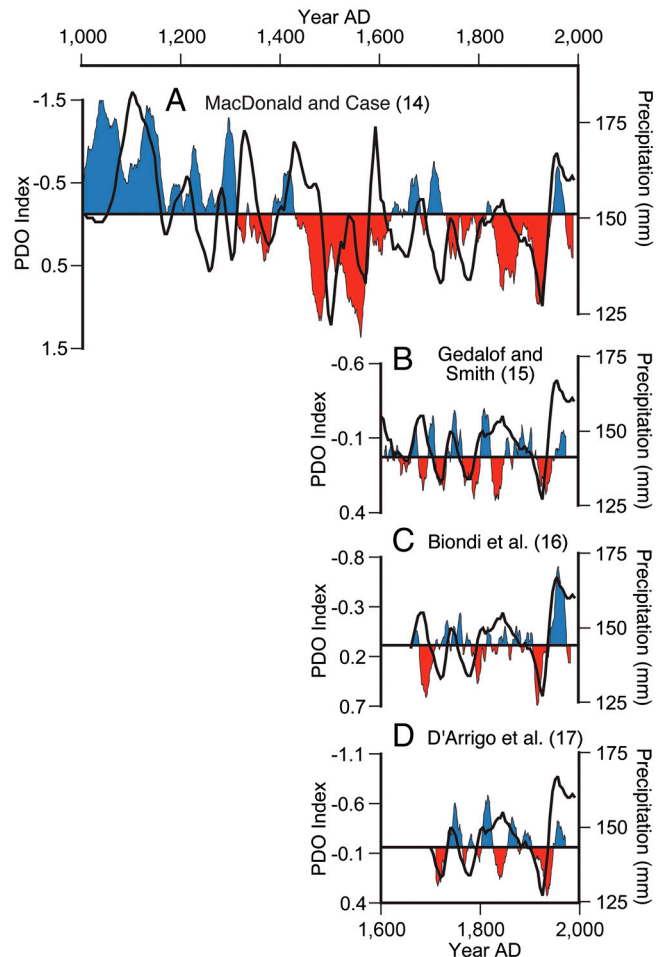 Year AD
1,000 1,200 1,400 1,600 1,800 2,000
A MacDonald and Case (14)
-1.5
-0.5
0.5
1.5
PDO Index
175
150
125
Precipitation (mm)
B Gedalof and
Smith (15)
-0.6
-0.1
0.4
PDO Index
175
150
125
Precipitation (mm)
C Biondi et al. (16)
-0.8
-0.3
0.2
0.7
PDO Index
175
150
125
Precipitation (mm)
D D'Arrigo et al. (17)
-1.1
-0.6
-0.1
0.4
PDO Index
175
150
125
Precipitation (mm)
1,600 1,800 2,000
Year AD